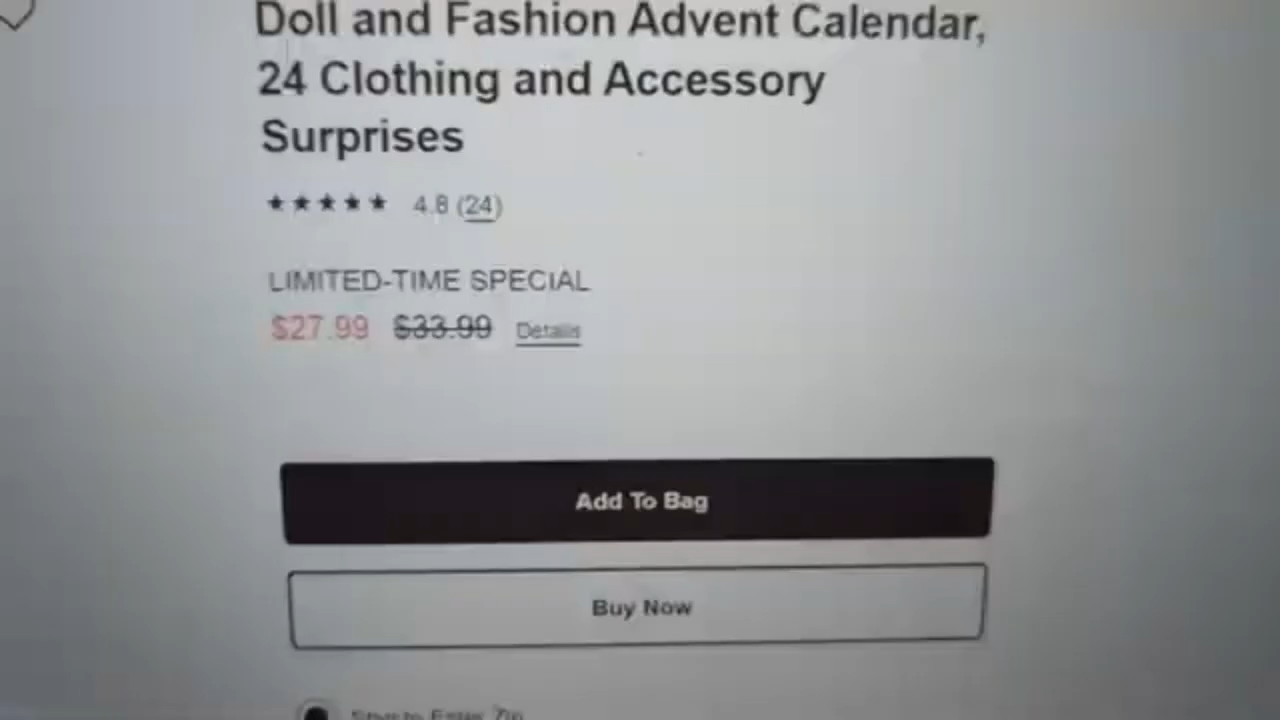 Doll and Fashion Advent Calendar,
24 Clothing and Accessory
Surprises
4.8 (24)
LIMITED-TIME SPECIAL
$27.99 $33.99 Details
Add To Bag
Buy Now